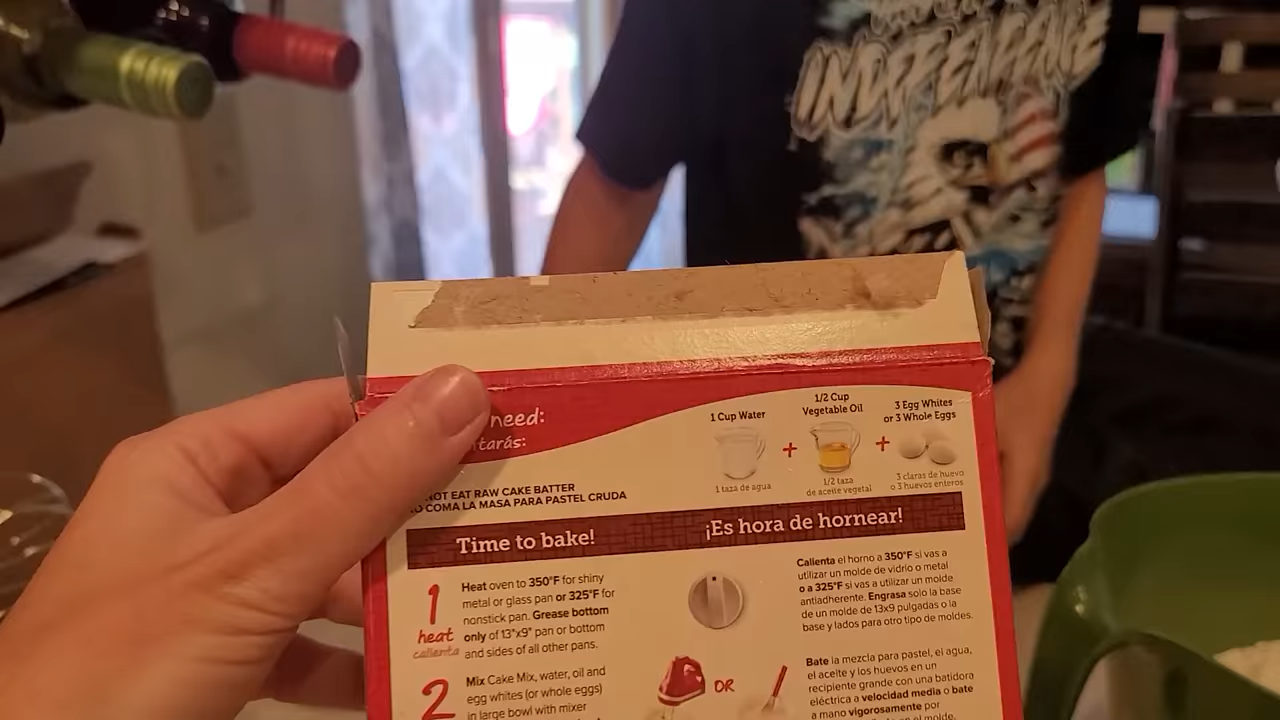 INDEPENDENCE
need:
tarás:
1 Cup Water
1/2 Cup
Vegetable Oil
3 Egg Whites
or 3 Whole Eggs
+
+
1 taza de agua
1/2 taza
de aceite vegetal
3 claras de huevo
o 3 huevos enteros
NOT EAT RAW CAKE BATTER
COMA LA MASA PARA PASTEL CRUDA
Time to bake!
¡Es hora de hornear!
1
heat
calienta
Heat oven to 350°F for shiny
metal or glass pan or 325°F for
nonstick pan. Grease bottom
only of 13"x9" pan or bottom
and sides of all other pans.
Calienta el horno a 350°F si vas a
utilizar un molde de vidrio o metal
o a 325°F si vas a utilizar un molde
antiadherente. Engrasa solo la base
de un molde de 13x9 pulgadas o la
base y lados para otro tipo de moldes.
2
Mix Cake Mix, water, oil and
egg whites (or whole eggs)
in large bowl with mixer
OR
Bate la mezcla para pastel, el agua,
el aceite y los huevos en un
recipiente grande con una batidora
eléctrica a velocidad media o bate
a mano vigorosamente por
en el molde.